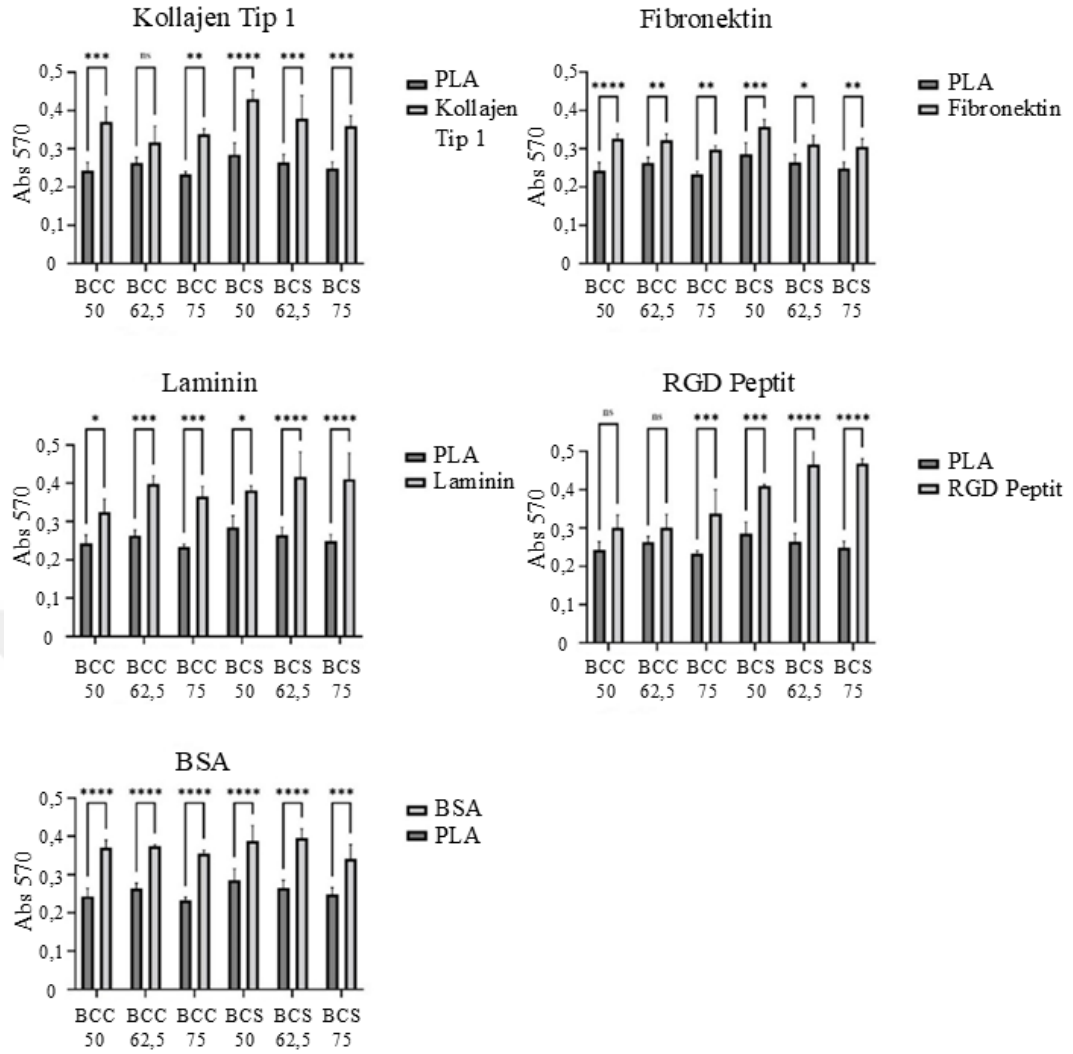 Kollajen Tip 1
*** ns ** **** *** ***
0,5
0,4
0,3
0,2
0,1
0
Abs 570
BCC BCC BCC BCS BCS BCS
50 62,5 75 50 62,5 75
PLA
Kollajen
Tip 1
Fibronektin
**** ** ** *** * **
0,5
0,4
0,3
0,2
0,1
0
Abs 570
BCC BCC BCC BCS BCS BCS
50 62,5 75 50 62,5 75
PLA
Fibronektin
Laminin
* *** *** * **** ****
0,5
0,4
0,3
0,2
0,1
0
Abs 570
BCC BCC BCC BCS BCS BCS
50 62,5 75 50 62,5 75
PLA
Laminin
RGD Peptit
ns ns *** *** **** ****
0,5
0,4
0,3
0,2
0,1
0
Abs 570
BCC BCC BCC BCS BCS BCS
50 62,5 75 50 62,5 75
PLA
RGD Peptit
BSA
**** **** **** **** **** ***
0,5
0,4
0,3
0,2
0,1
0
Abs 570
BCC BCC BCC BCS BCS BCS
50 62,5 75 50 62,5 75
BSA
PLA